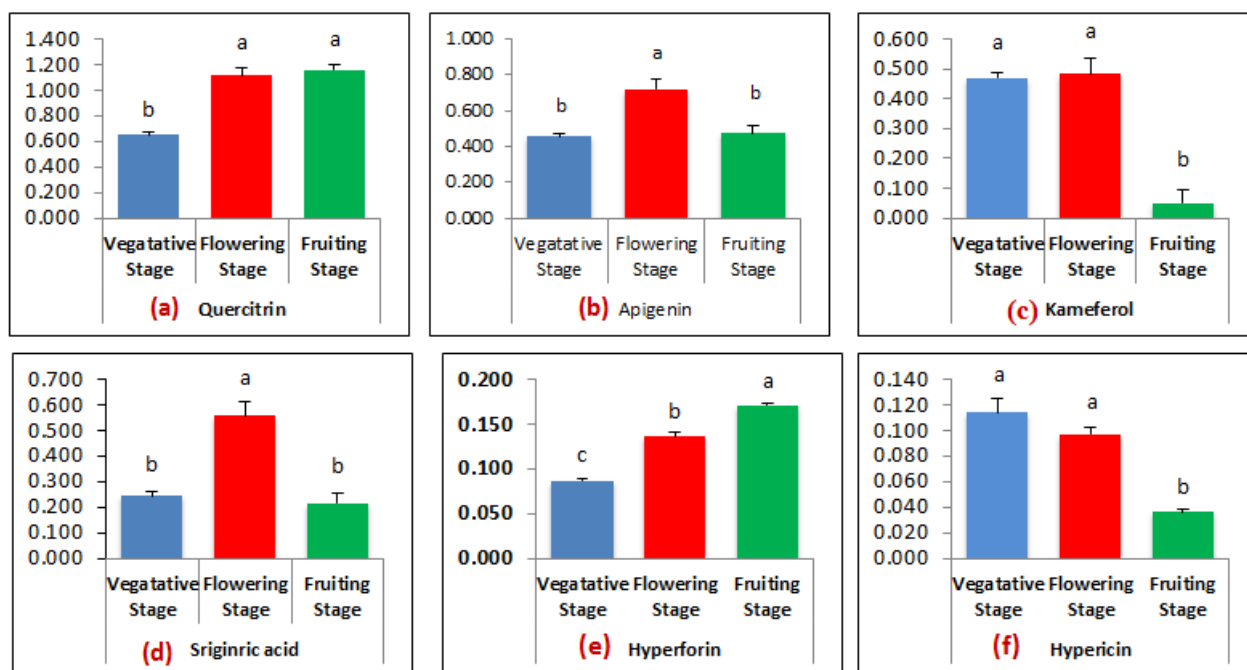 1.400
1.200
1.000
0.800
0.600
0.400
0.200
0.000
b
a
a
Vegatative Stage
Flowering Stage
Fruiting Stage
(a) Quercitrin
1.000
0.800
0.600
0.400
0.200
0.000
b
a
b
Vegatative Stage
Flowering Stage
Fruiting Stage
(b) Apigenin
0.600
0.500
0.400
0.300
0.200
0.100
0.000
a
a
b
Vegatative Stage
Flowering Stage
Fruiting Stage
(c) Kameferol
0.700
0.600
0.500
0.400
0.300
0.200
0.100
0.000
b
a
b
Vegatative Stage
Flowering Stage
Fruiting Stage
(d) Sriginric acid
0.200
0.150
0.100
0.050
0.000
c
b
a
Vegatative Stage
Flowering Stage
Fruiting Stage
(e) Hyperforin
0.140
0.120
0.100
0.080
0.060
0.040
0.020
0.000
a
a
b
Vegatative Stage
Flowering Stage
Fruiting Stage
(f) Hypericin